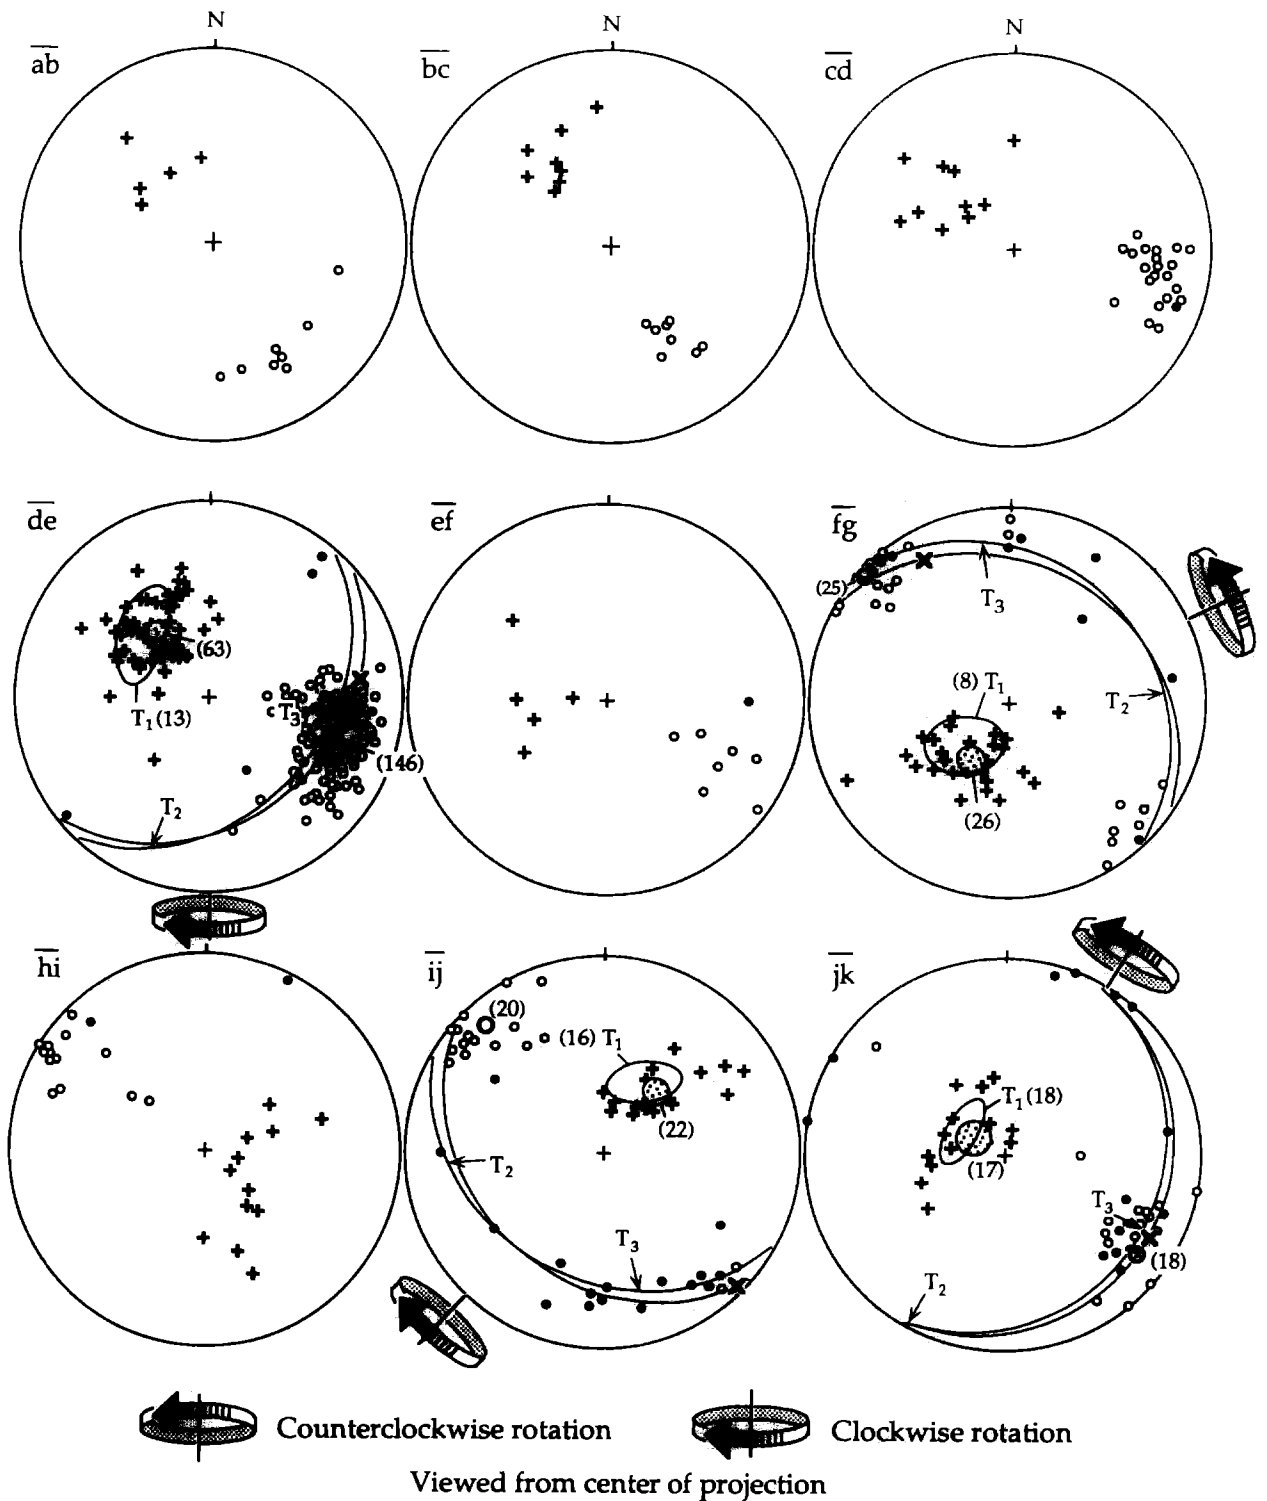 N
N
N
ab
bc
cd
de
ef
fg
(63)
T1 (13)
T3
(146)
T2
(25)
T3
(8) T1
T2
(26)
hi
ij
jk
(20)
(16) T1
(22)
T2
T3
T1 (18)
(17)
T3
(18)
T2
Counterclockwise rotation
Clockwise rotation
Viewed from center of projection